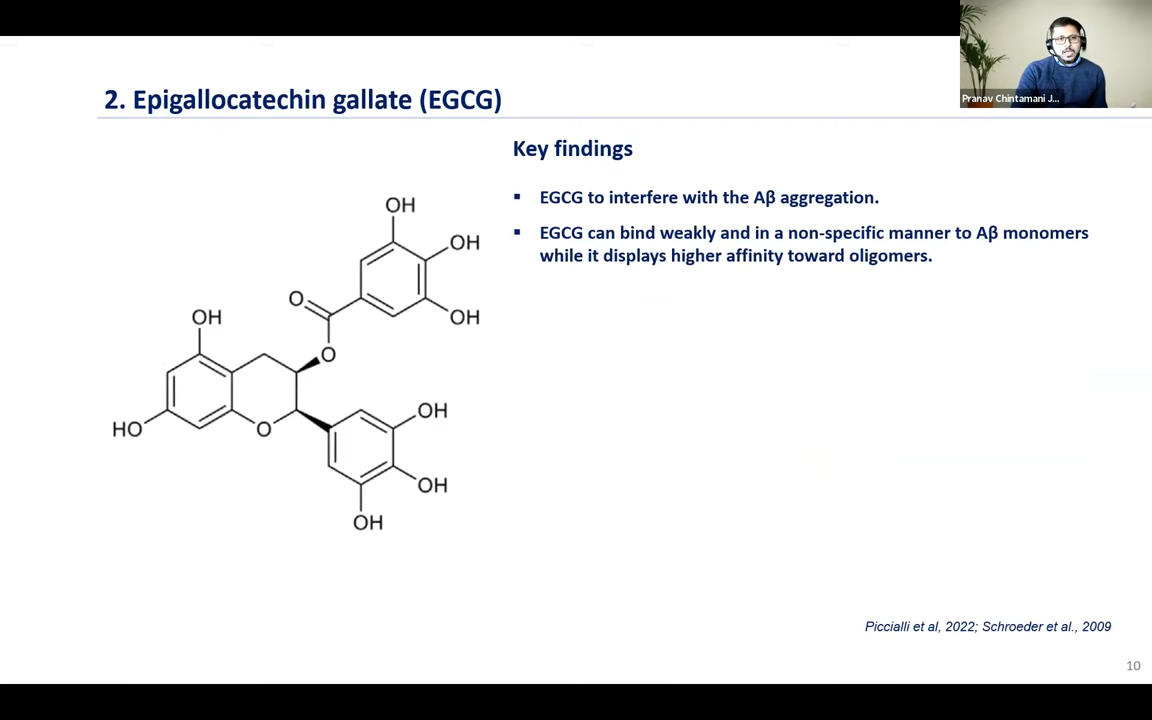 Pranav Chintamani J...
2. Epigallocatechin gallate (EGCG)
Key findings
▪ EGCG to interfere with the Aβ aggregation.
▪ EGCG can bind weakly and in a non-specific manner to Aβ monomers
while it displays higher affinity toward oligomers.
OH
OH
O
OH
OH
O
OH
HO
O
OH
OH
Piccialli et al, 2022; Schroeder et al., 2009
10